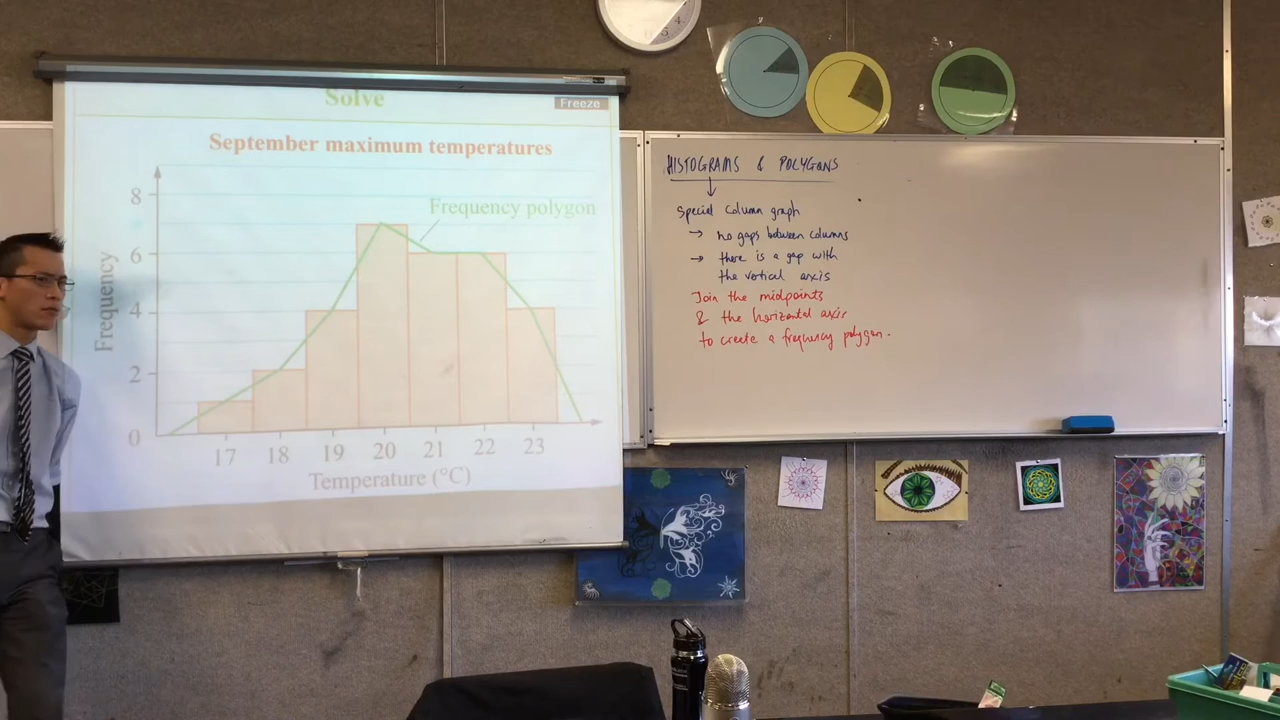 Solve
Freeze
September maximum temperatures
Frequency polygon
8
6
4
2
0
Frequency
17 18 19 20 21 22 23
Temperature (°C)
HISTOGRAMS & POLYGONS
Special column graph
→ no gaps between columns
→ there is a gap with
the vertical axis
Join the midpoints
& the horizontal axis
to create a frequency polygon.